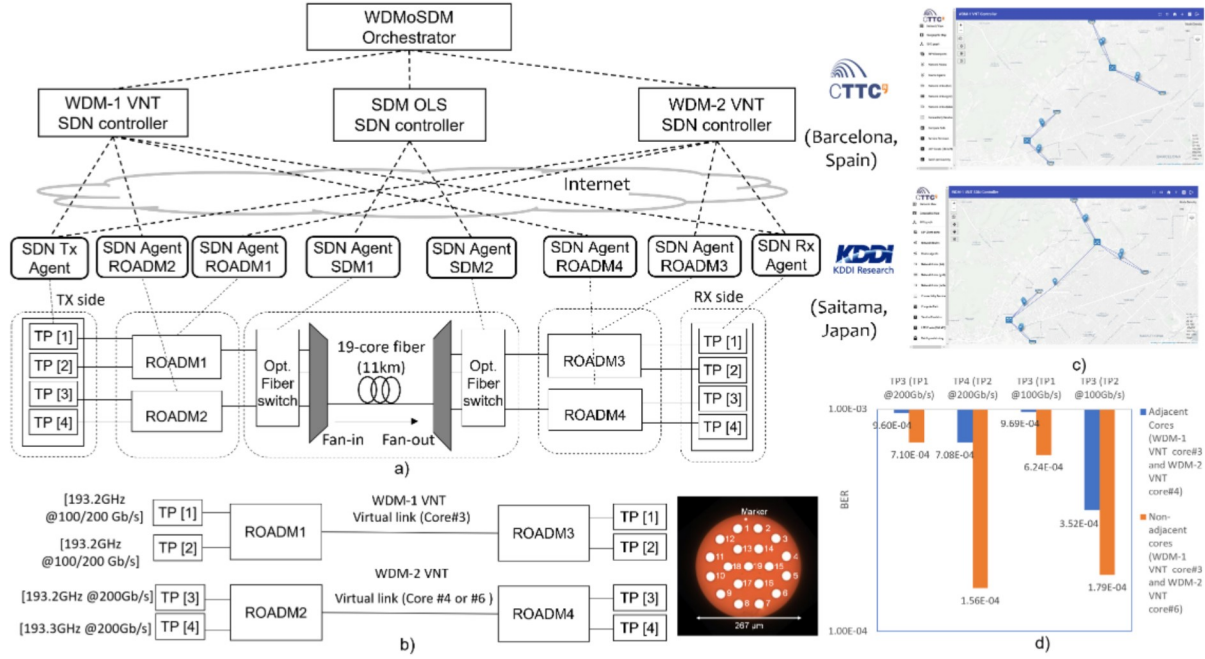 WDMoSDM
Orchestrator
WDM-1 VNT
SDN controller
SDM OLS
SDN controller
WDM-2 VNT
SDN controller
Internet
SDN Tx
Agent
SDN Agent
ROADM2
SDN Agent
ROADM1
SDN Agent
SDM1
SDN Agent
SDM2
SDN Agent
ROADM4
SDN Agent
ROADM3
SDN Rx
Agent
TX side
TP [1]
TP [2]
TP [3]
TP [4]
ROADM1
ROADM2
Opt.
Fiber
switch
19-core fiber
(11km)
Fan-in
Fan-out
Opt.
Fiber
switch
ROADM3
ROADM4
RX side
TP [1]
TP [2]
TP [3]
TP [4]
a)
CTTC
(Barcelona,
Spain)
KDDI
KDDI Research
(Saitama,
Japan)
CTTC
WDM-1 VNT Controller
BARCELONA
CTTC
c)
[193.2GHz
@100/200 Gb/s]
[193.2GHz
@100/200 Gb/s]
TP [1]
TP [2]
ROADM1
WDM-1 VNT
Virtual link (Core#3)
ROADM3
TP [1]
TP [2]
[193.2GHz @200Gb/s]
[193.3GHz @200Gb/s]
TP [3]
TP [4]
ROADM2
WDM-2 VNT
Virtual link (Core #4 or #6 )
ROADM4
TP [3]
TP [4]
b)
Marker
1
2
3
4
5
6
7
8
9
10
11
12
13
14
15
16
17
18
19
267 μm
TP3 (TP1
@200Gb/s)
TP4 (TP2
@200Gb/s)
TP3 (TP1
@100Gb/s)
TP3 (TP2
@100Gb/s)
1.00E-03
9.60E-04
7.10E-04
7.08E-04
1.56E-04
9.69E-04
6.24E-04
3.52E-04
1.79E-04
BER
1.00E-04
Adjacent
Cores
(WDM-1
VNT core#3
and WDM-2
VNT
core#4)
Non-
adjacent
cores
(WDM-1
VNT core#3
and WDM-2
VNT
core#6)
d)